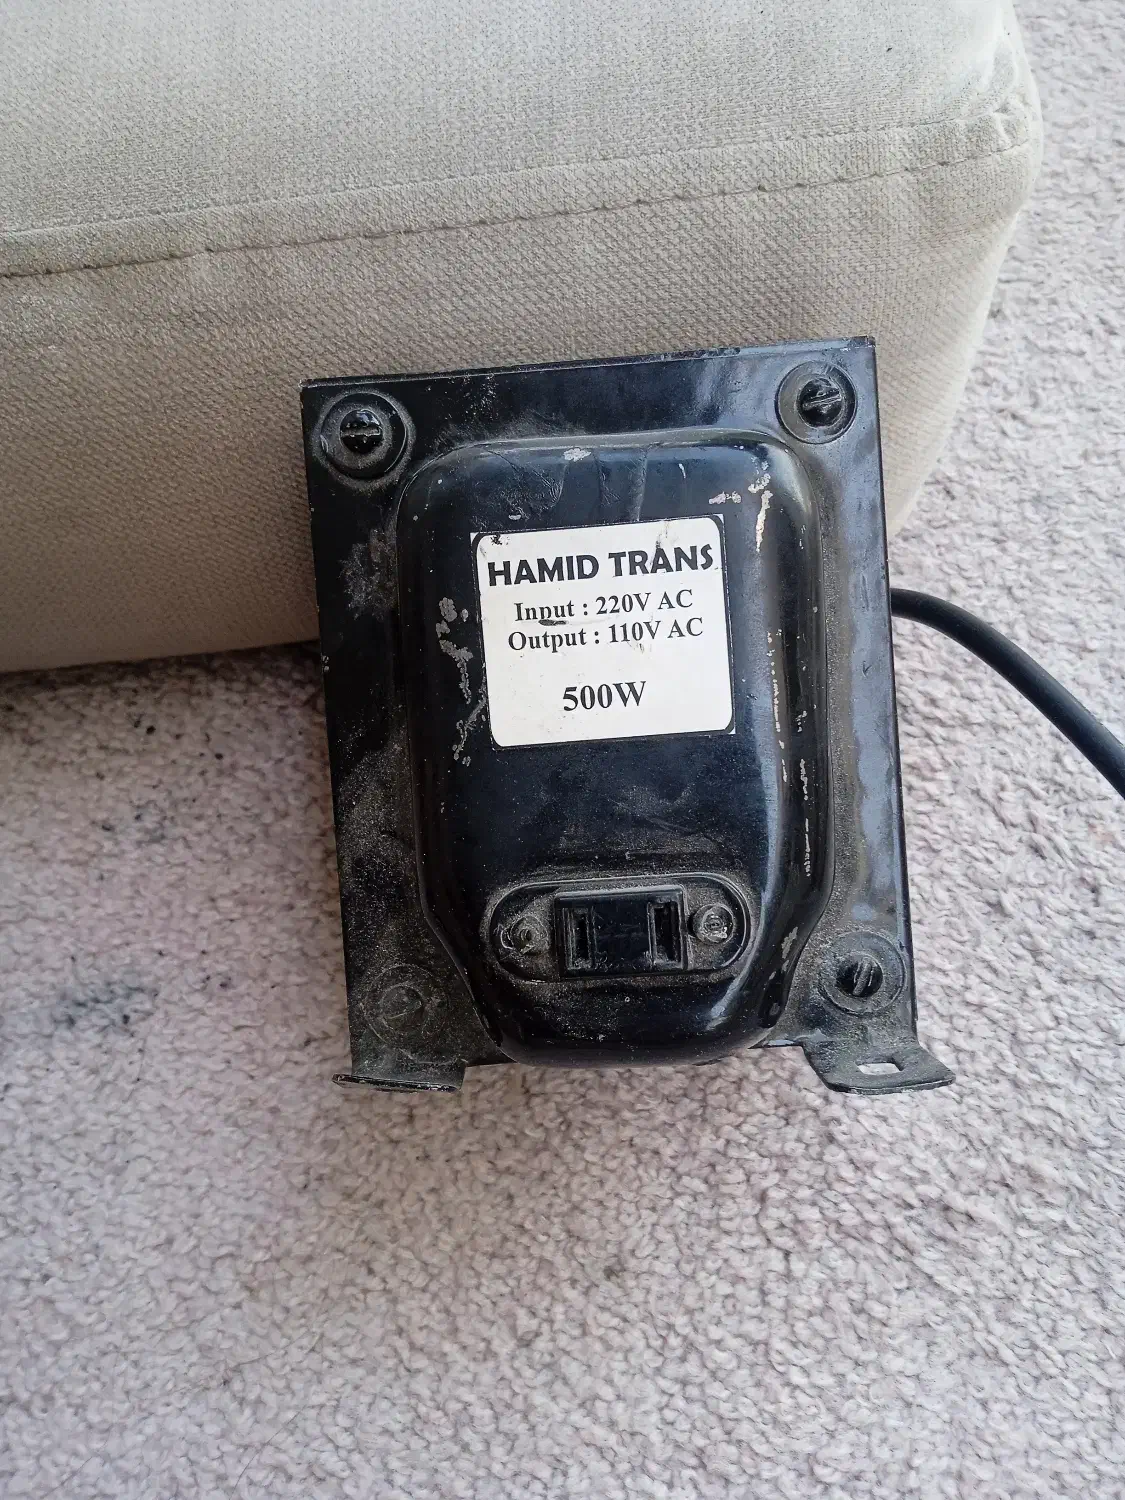 HAMID TRANS
Input : 220V AC
Output : 110V AC
500W